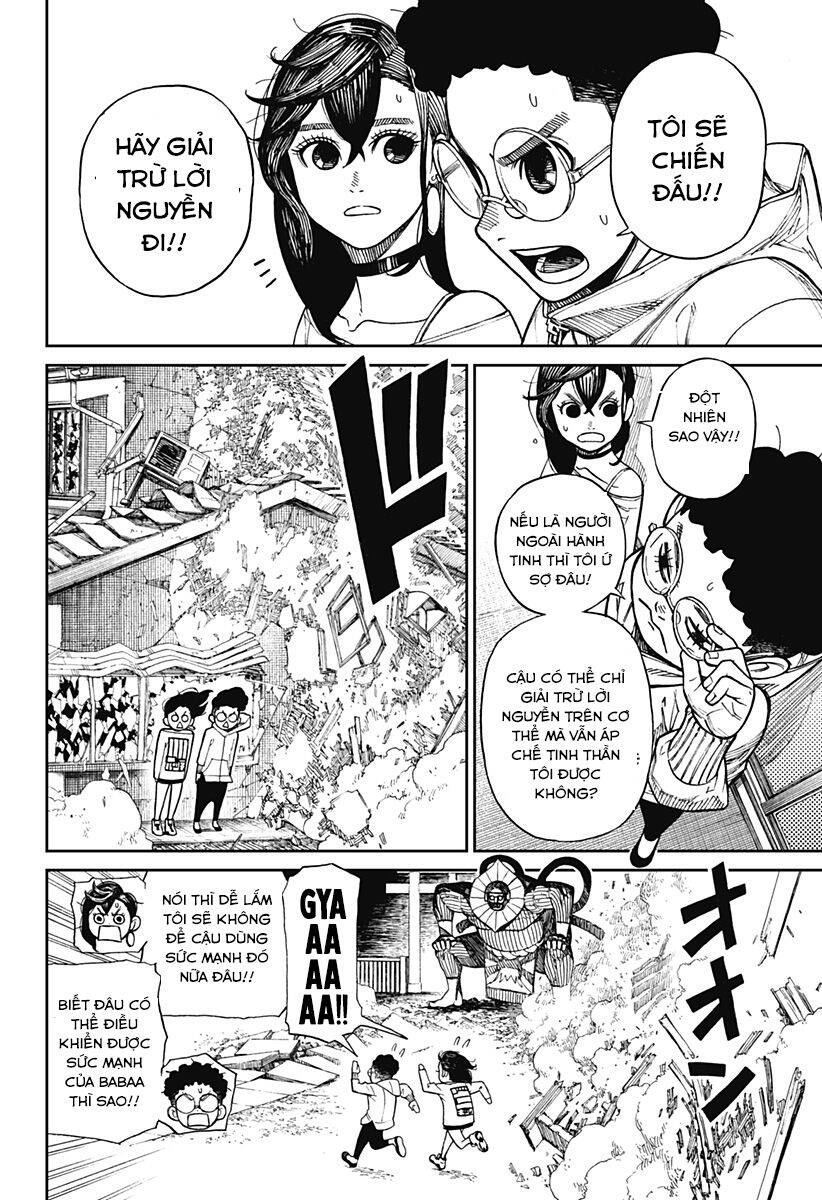 TÔI SẼ
CHIẾN
ĐẤU!!
HÃY GIẢI
TRỪ LỜI
NGUYỀN
ĐI!!
ĐỘT
NHIÊN
SAO VẬY!!
NẾU LÀ NGƯỜI
NGOÀI HÀNH
TINH THÌ TÔI Ứ
SỢ ĐÂU!
CẬU CÓ THỂ CHỈ
GIẢI TRỪ LỜI
NGUYỀN TRÊN CƠ
THỂ MÀ VẪN ÁP
CHẾ TINH THẦN
TÔI ĐƯỢC
KHÔNG?
ドド
ズオオン
GYA
AA
AA
AA!!
NÓI THÌ DỄ LẮM
TÔI SẼ KHÔNG
ĐỂ CẬU DÙNG
SỨC MẠNH ĐÓ
NỮA ĐÂU!!
BIẾT ĐÂU CÓ
THỂ ĐIỀU
KHIỂN ĐƯỢC
SỨC MẠNH
CỦA BABAA
THÌ SAO!!